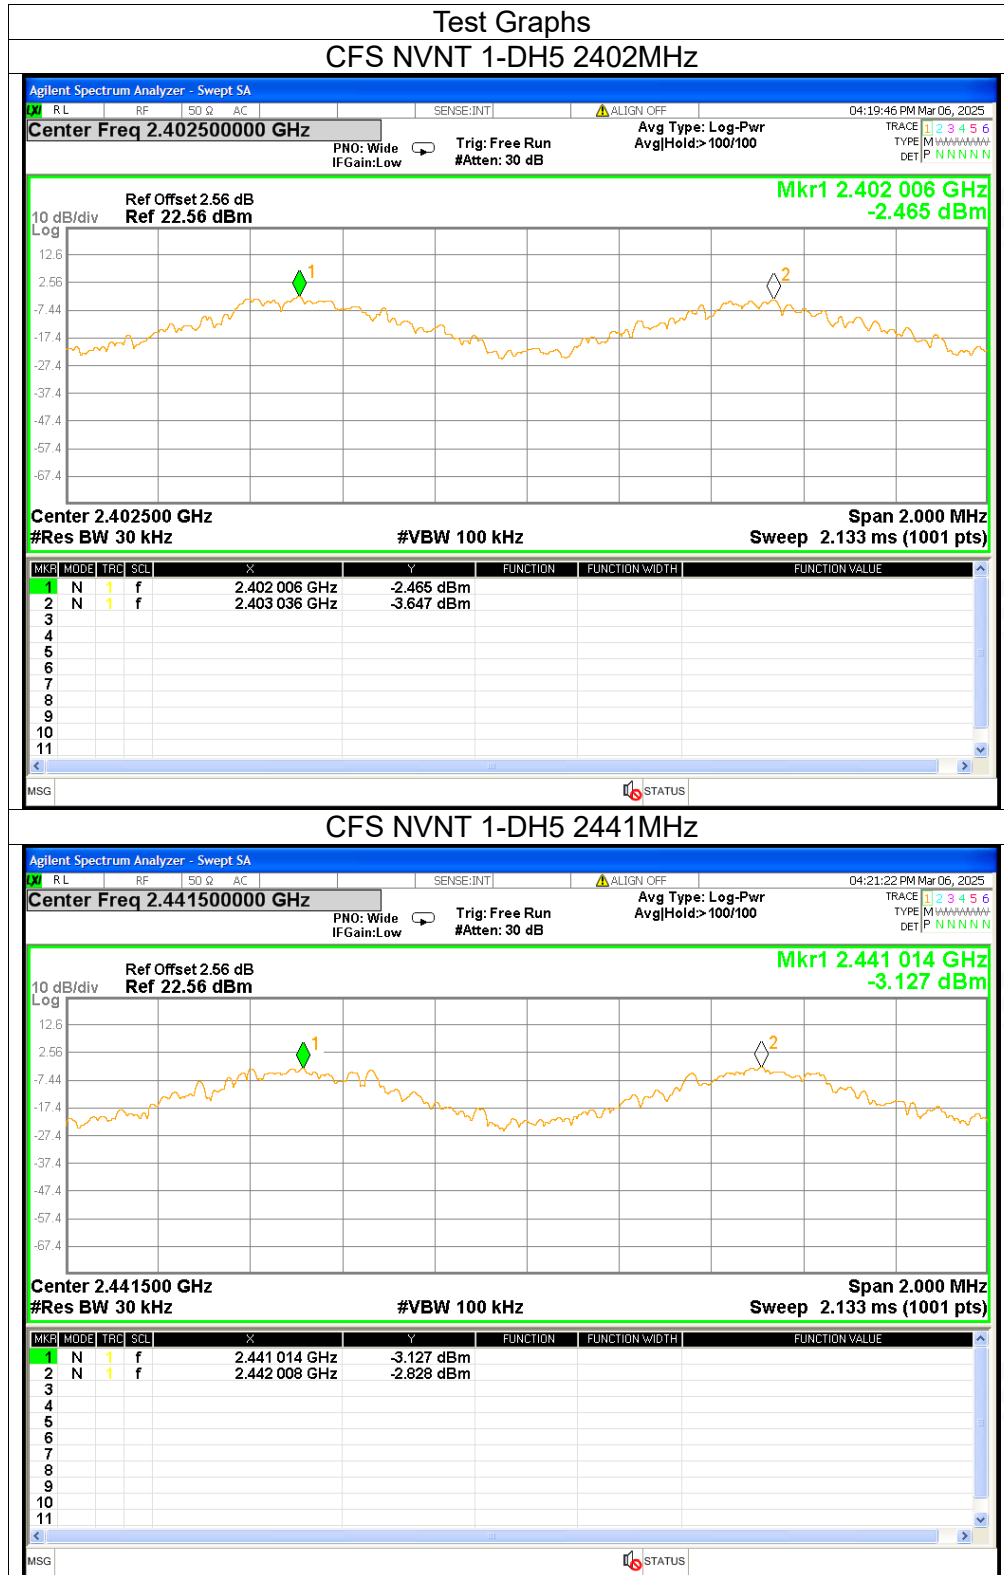 Test Graphs
CFS NVNT 1-DH5 2402MHz
Agilent Spectrum Analyzer - Swept SA
LXI RL RF 50 Ω AC SENSE:INT ALIGN OFF 04:19:46 PM Mar 06, 2025
Center Freq 2.402500000 GHz Avg Type: Log-Pwr TRACE 1 2 3 4 5 6
PNO: Wide Trig: Free Run Avg|Hold:>100/100 TYPE M
IFGain:Low #Atten: 30 dB DET P N N N N N
Mkr1 2.402 006 GHz
Ref Offset 2.56 dB
10 dB/div Ref 22.56 dBm -2.465 dBm
Log
12.6
1 2
2.56
-7.44
-17.4
-27.4
-37.4
-47.4
-57.4
-67.4
Center 2.402500 GHz Span 2.000 MHz
#Res BW 30 kHz #VBW 100 kHz Sweep 2.133 ms (1001 pts)
MKR MODE TRC SCL X Y FUNCTION FUNCTION WIDTH FUNCTION VALUE
1 N 1 f 2.402 006 GHz -2.465 dBm
2 N 1 f 2.403 036 GHz -3.647 dBm
3
4
5
6
7
8
9
10
11
MSG STATUS
CFS NVNT 1-DH5 2441MHz
Agilent Spectrum Analyzer - Swept SA
LXI RL RF 50 Ω AC SENSE:INT ALIGN OFF 04:21:22 PM Mar 06, 2025
Center Freq 2.441500000 GHz Avg Type: Log-Pwr TRACE 1 2 3 4 5 6
PNO: Wide Trig: Free Run Avg|Hold:>100/100 TYPE M
IFGain:Low #Atten: 30 dB DET P N N N N N
Mkr1 2.441 014 GHz
Ref Offset 2.56 dB
10 dB/div Ref 22.56 dBm -3.127 dBm
Log
12.6
1 2
2.56
-7.44
-17.4
-27.4
-37.4
-47.4
-57.4
-67.4
Center 2.441500 GHz Span 2.000 MHz
#Res BW 30 kHz #VBW 100 kHz Sweep 2.133 ms (1001 pts)
MKR MODE TRC SCL X Y FUNCTION FUNCTION WIDTH FUNCTION VALUE
1 N 1 f 2.441 014 GHz -3.127 dBm
2 N 1 f 2.442 008 GHz -2.828 dBm
3
4
5
6
7
8
9
10
11
MSG STATUS